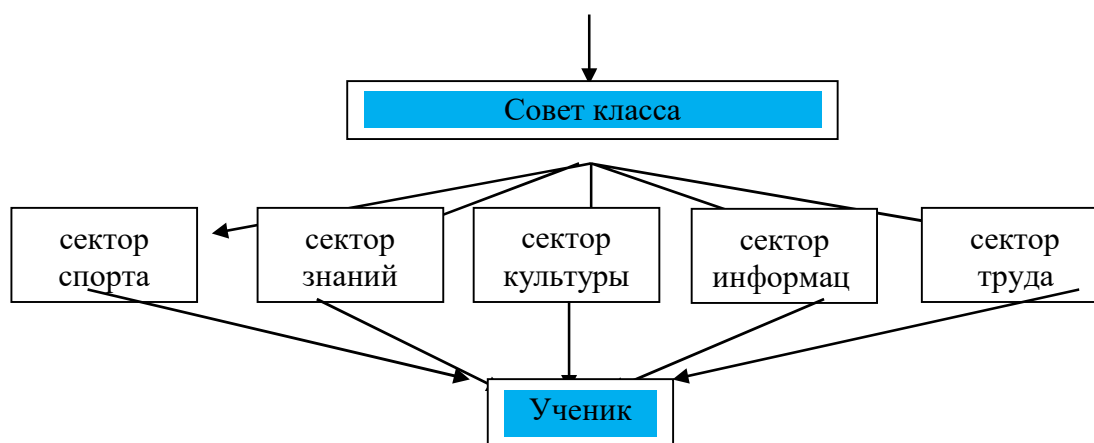 Совет класса
сектор
спорта
сектор
знаний
сектор
культуры
сектор
информац
сектор
труда
Ученик